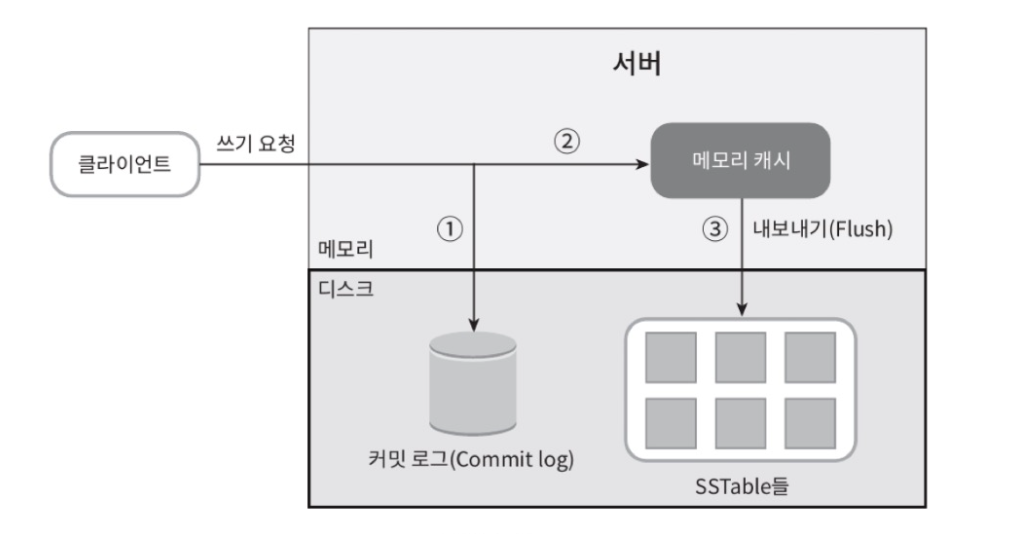 서버
쓰기 요청
②
클라이언트
메모리 캐시
①
③
내보내기(Flush)
메모리
디스크
커밋 로그(Commit log)
SSTable들